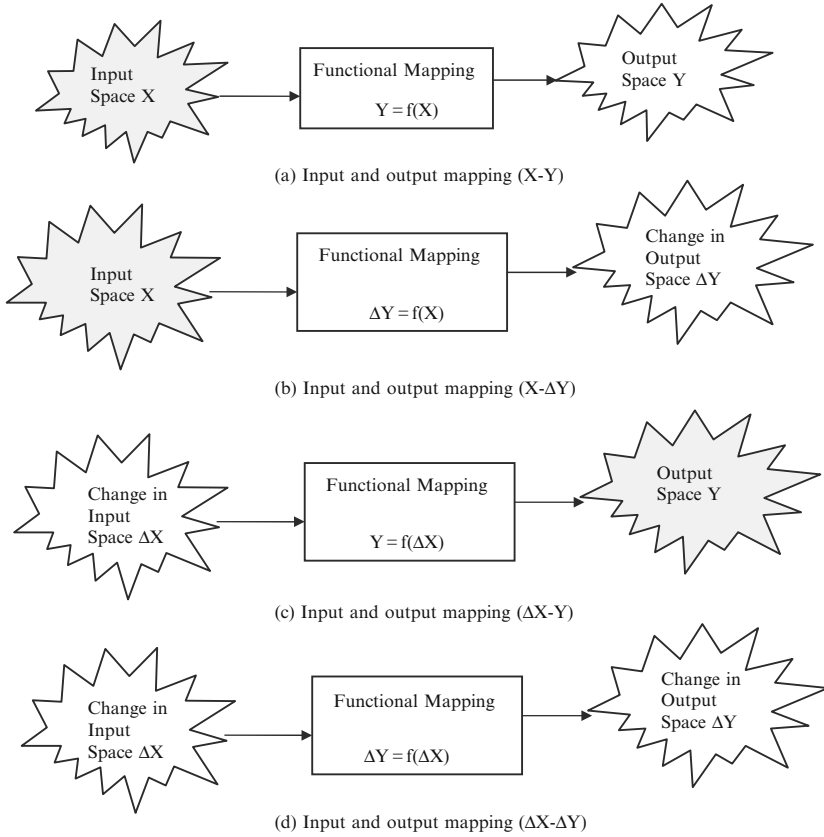 Input
Space X
Functional Mapping
Y = f(X)
Output
Space Y
(a) Input and output mapping (X-Y)
Input
Space X
Functional Mapping
ΔY = f(X)
Change in
Output
Space ΔY
(b) Input and output mapping (X-ΔY)
Change in
Input
Space ΔX
Functional Mapping
Y = f(ΔX)
Output
Space Y
(c) Input and output mapping (ΔX-Y)
Change in
Input
Space ΔX
Functional Mapping
ΔY = f(ΔX)
Change in
Output
Space ΔY
(d) Input and output mapping (ΔX-ΔY)